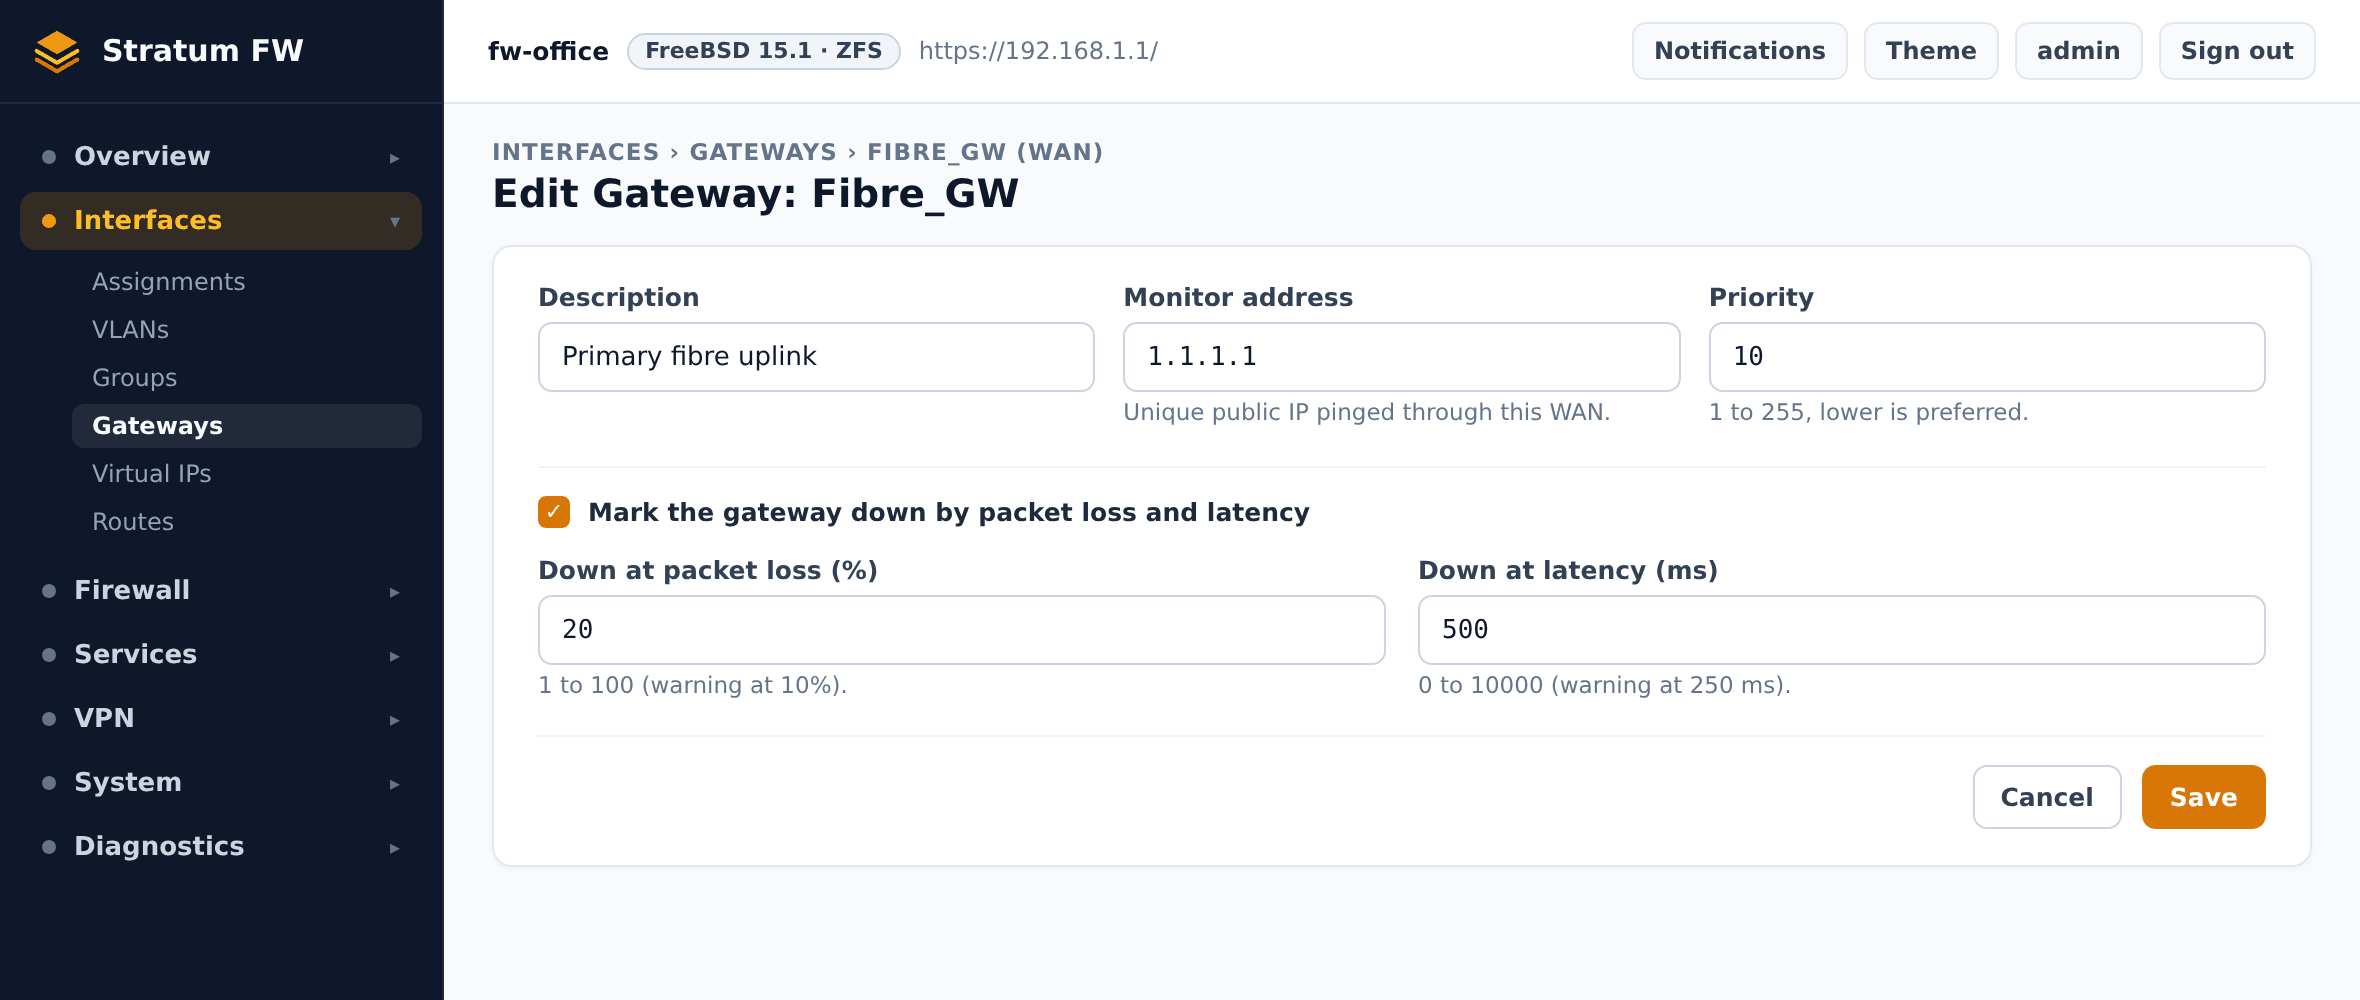 Stratum FW
fw-office
FreeBSD 15.1 · ZFS
https://192.168.1.1/
Notifications
Theme
admin
Sign out
Overview
Interfaces
Assignments
VLANs
Groups
Gateways
Virtual IPs
Routes
Firewall
Services
VPN
System
Diagnostics
INTERFACES › GATEWAYS › FIBRE_GW (WAN)
Edit Gateway: Fibre_GW
Description
Primary fibre uplink
Monitor address
1.1.1.1
Unique public IP pinged through this WAN.
Priority
10
1 to 255, lower is preferred.
Mark the gateway down by packet loss and latency
Down at packet loss (%)
20
1 to 100 (warning at 10%).
Down at latency (ms)
500
0 to 10000 (warning at 250 ms).
Cancel
Save